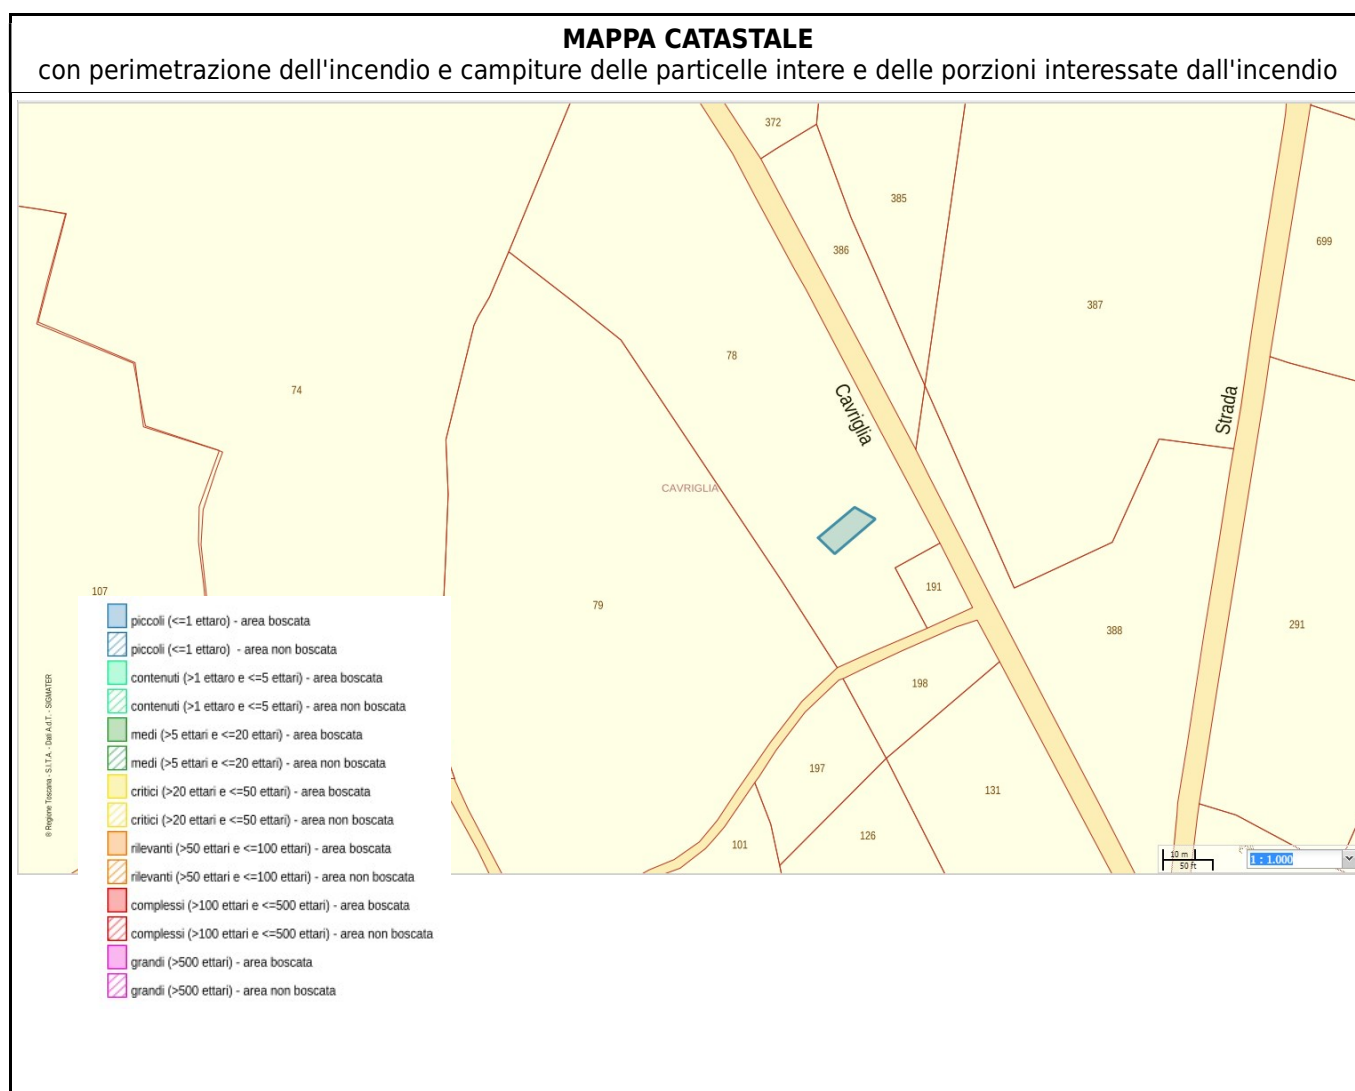 MAPPA CATASTALE
con perimetrazione dell'incendio e campiture delle particelle intere e delle porzioni interessate dall'incendio
372
385
386
699
387
78
74
Cavriglia
Strada
CAVRIGLIA
107
79
191
388
291
198
197
131
126
101
© Regione Toscana - S.I.T.A. - Dati A.d.T. - SIGMATER
piccoli (<=1 ettaro) - area boscata
piccoli (<=1 ettaro) - area non boscata
contenuti (>1 ettaro e <=5 ettari) - area boscata
contenuti (>1 ettaro e <=5 ettari) - area non boscata
medi (>5 ettari e <=20 ettari) - area boscata
medi (>5 ettari e <=20 ettari) - area non boscata
critici (>20 ettari e <=50 ettari) - area boscata
critici (>20 ettari e <=50 ettari) - area non boscata
rilevanti (>50 ettari e <=100 ettari) - area boscata
rilevanti (>50 ettari e <=100 ettari) - area non boscata
complessi (>100 ettari e <=500 ettari) - area boscata
complessi (>100 ettari e <=500 ettari) - area non boscata
grandi (>500 ettari) - area boscata
grandi (>500 ettari) - area non boscata
10 m
50 ft
1 : 1.000